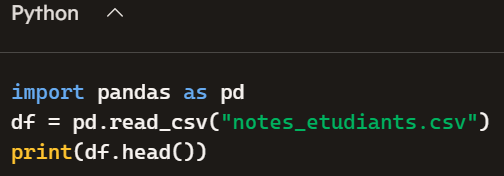 Python
import pandas as pd
df = pd.read_csv("notes_etudiants.csv")
print(df.head())